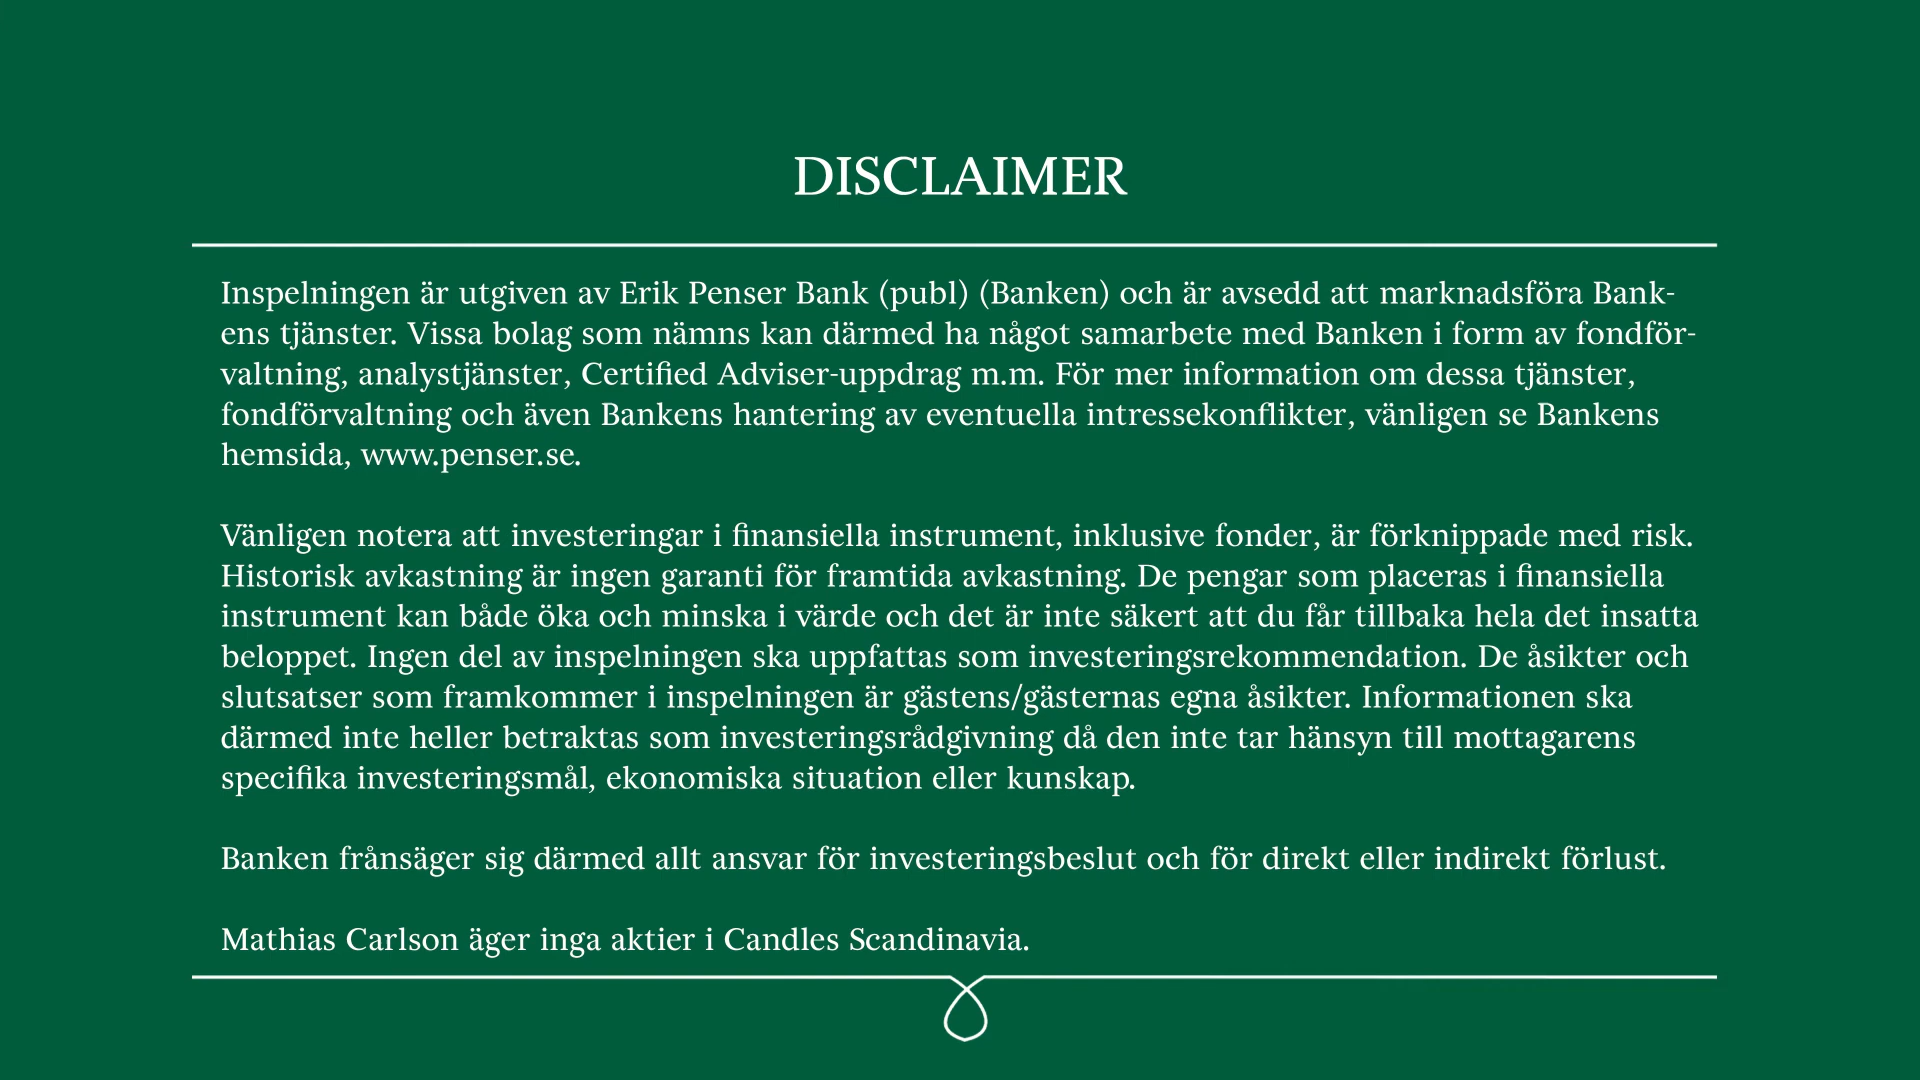 DISCLAIMER
Inspelningen är utgiven av Erik Penser Bank (publ) (Banken) och är avsedd att marknadsföra Bank-
ens tjänster. Vissa bolag som nämns kan därmed ha något samarbete med Banken i form av fondför-
valtning, analystjänster, Certified Adviser-uppdrag m.m. För mer information om dessa tjänster,
fondförvaltning och även Bankens hantering av eventuella intressekonflikter, vänligen se Bankens
hemsida, www.penser.se.
Vänligen notera att investeringar i finansiella instrument, inklusive fonder, är förknippade med risk.
Historisk avkastning är ingen garanti för framtida avkastning. De pengar som placeras i finansiella
instrument kan både öka och minska i värde och det är inte säkert att du får tillbaka hela det insatta
beloppet. Ingen del av inspelningen ska uppfattas som investeringsrekommendation. De åsikter och
slutsatser som framkommer i inspelningen är gästens/gästernas egna åsikter. Informationen ska
därmed inte heller betraktas som investeringsrådgivning då den inte tar hänsyn till mottagarens
specifika investeringsmål, ekonomiska situation eller kunskap.
Banken frånsäger sig därmed allt ansvar för investeringsbeslut och för direkt eller indirekt förlust.
Mathias Carlson äger inga aktier i Candles Scandinavia.